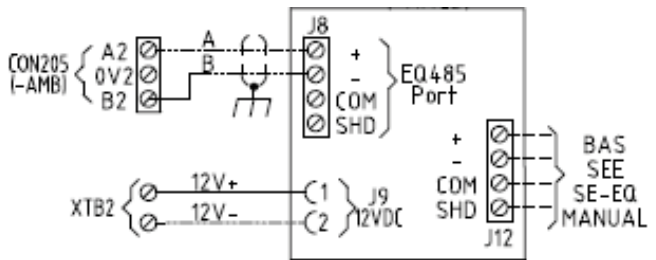 J8
CON205
(-AMB)
A2
0V2
B2
A
B
+
-
COM
SHD
EQ485
Port
XTB2
12V+
12V-
1
2
J9
12VDC
+
-
COM
SHD
J12
BAS
SEE
SE-EQ
MANUAL